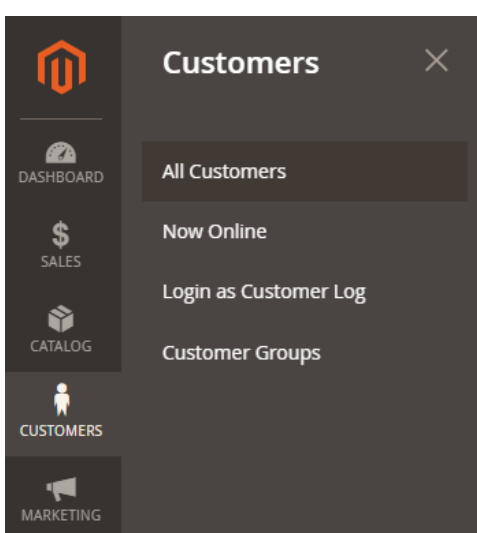 Customers
All Customers
Now Online
Login as Customer Log
Customer Groups
DASHBOARD
$
SALES
CATALOG
CUSTOMERS
MARKETING